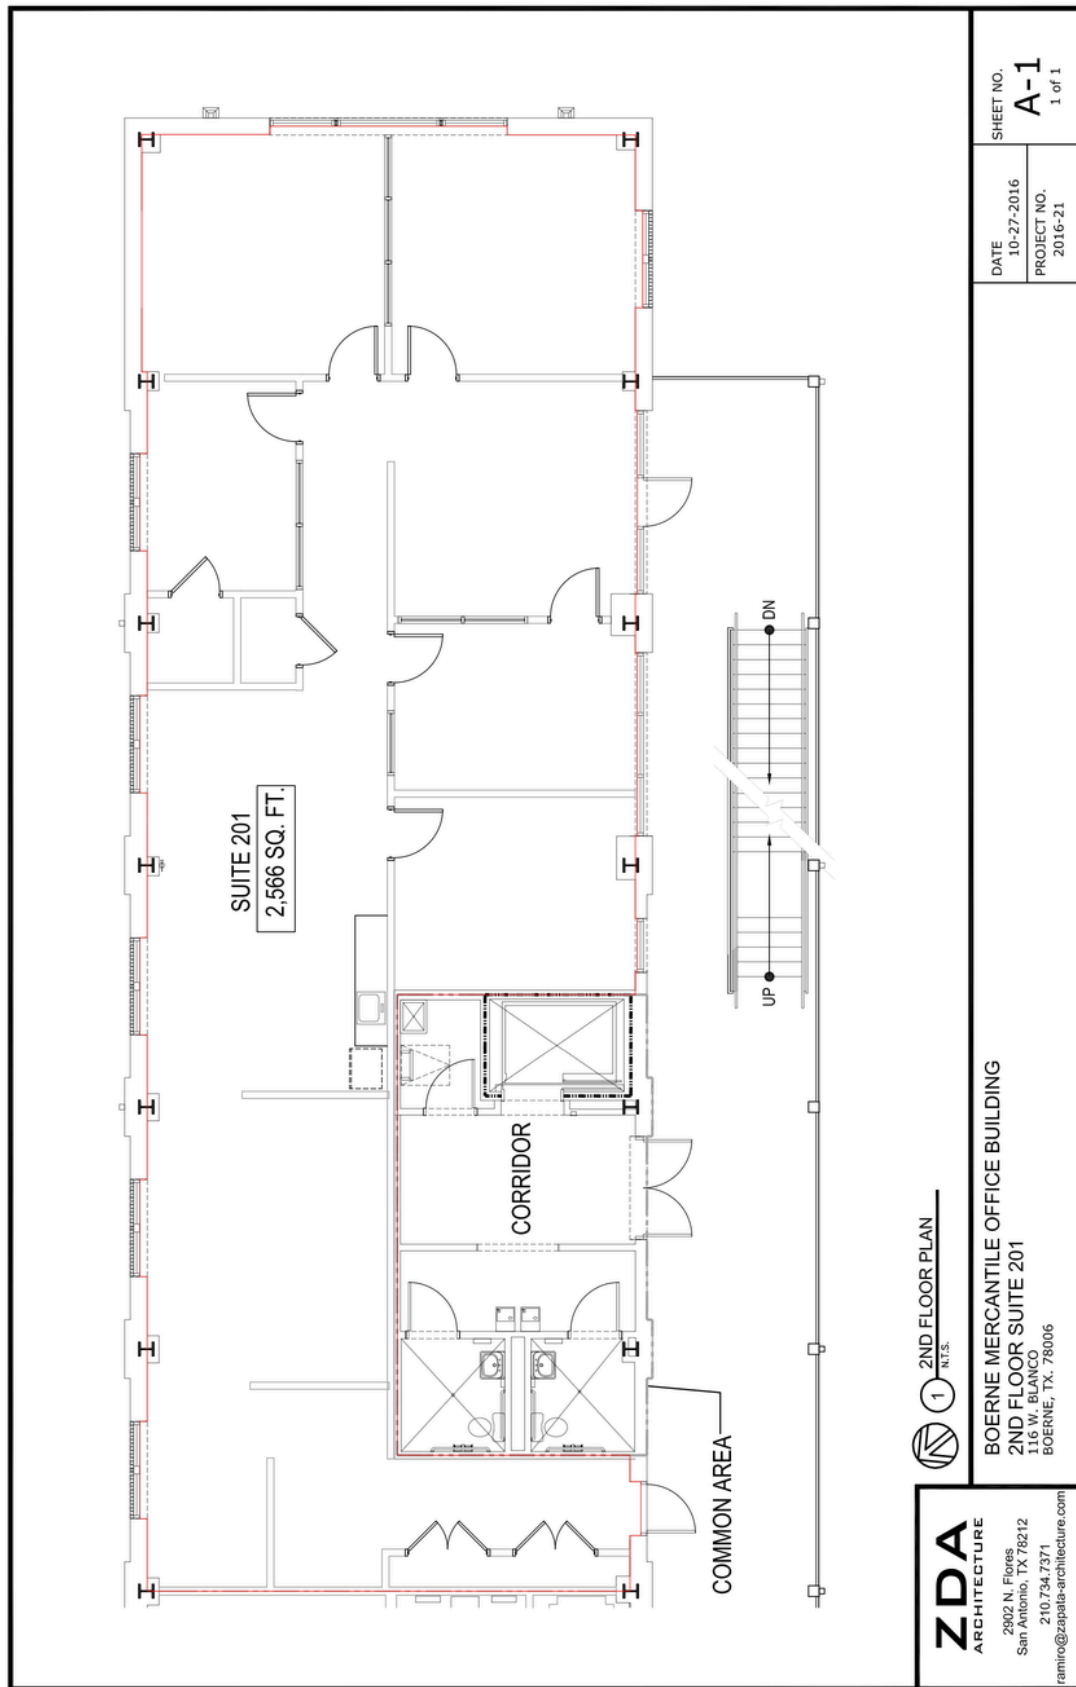 SUITE 201
2,566 SQ. FT.
CORRIDOR
UP
DN
COMMON AREA
1
2ND FLOOR PLAN
N.T.S.
ZDA
ARCHITECTURE
2902 N. Flores
San Antonio, TX 78212
210.734.7371
ramiro@zapata-architecture.com
BOERNE MERCANTILE OFFICE BUILDING
2ND FLOOR SUITE 201
116 W. BLANCO
BOERNE, TX. 78006
DATE
10-27-2016
PROJECT NO.
2016-21
SHEET NO.
A-1
1 of 1